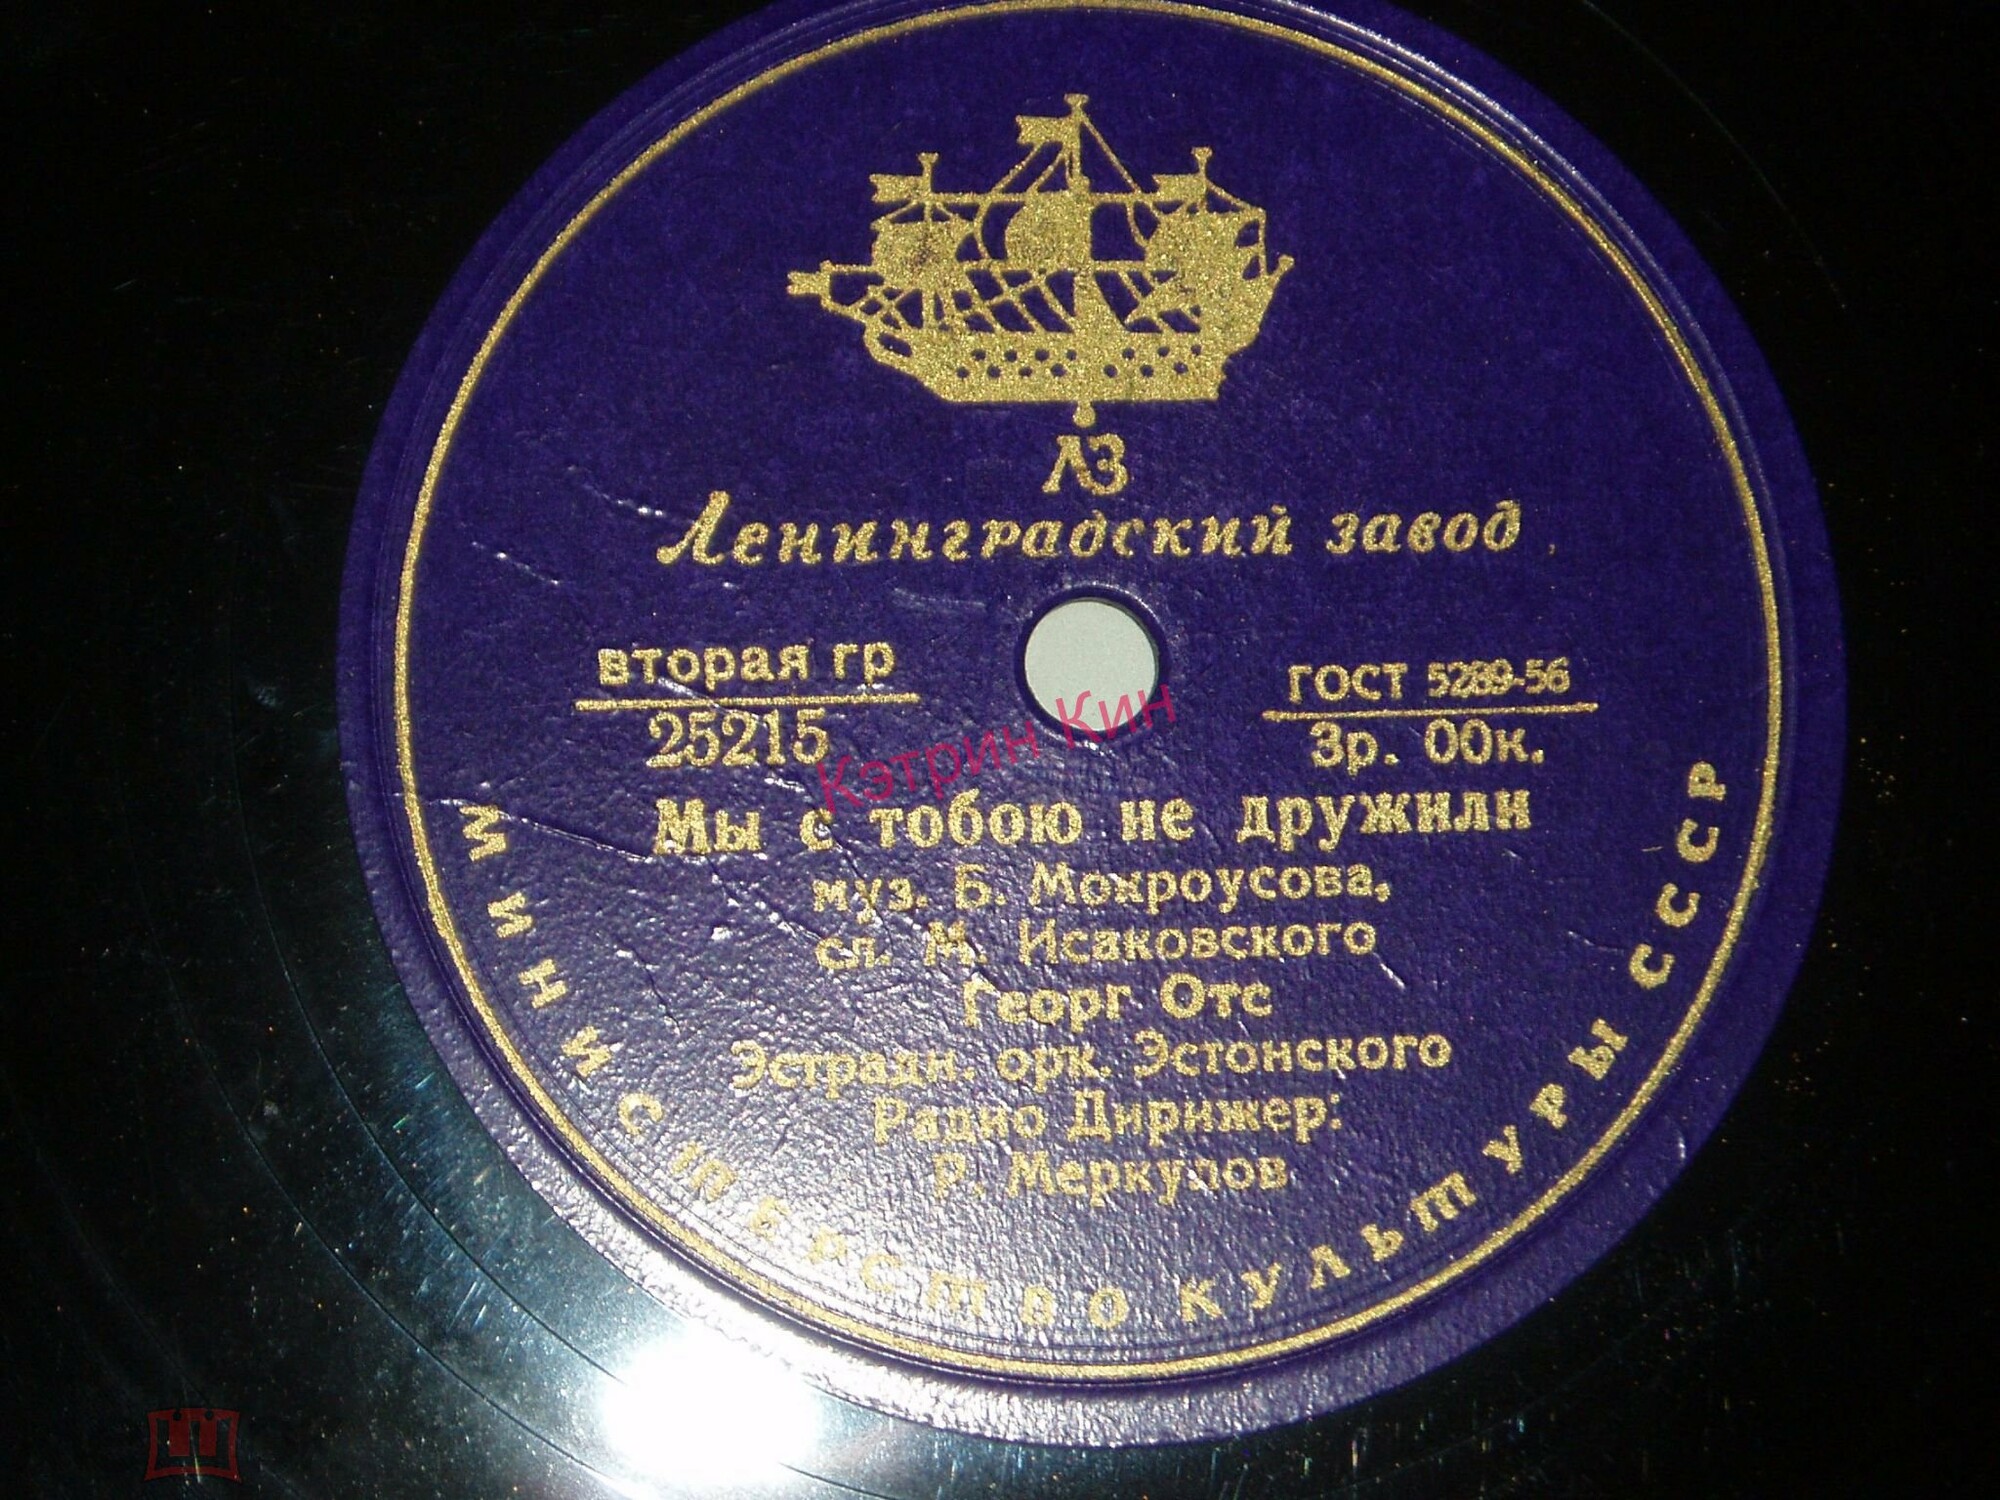 ЛЗ
Ленинградский завод
вторая гр
25215
ГОСТ 5289-56
3р. 00к.
Мы с тобою не дружили
муз. Б. Мокроусова,
сл. М. Исаковского
Георг Отс
Эстрадн. орк. Эстонского
Радио Дирижер:
Р. Меркулов
МИНИСТЕРСТВО КУЛЬТУРЫ СССР
Кэтрин Кин